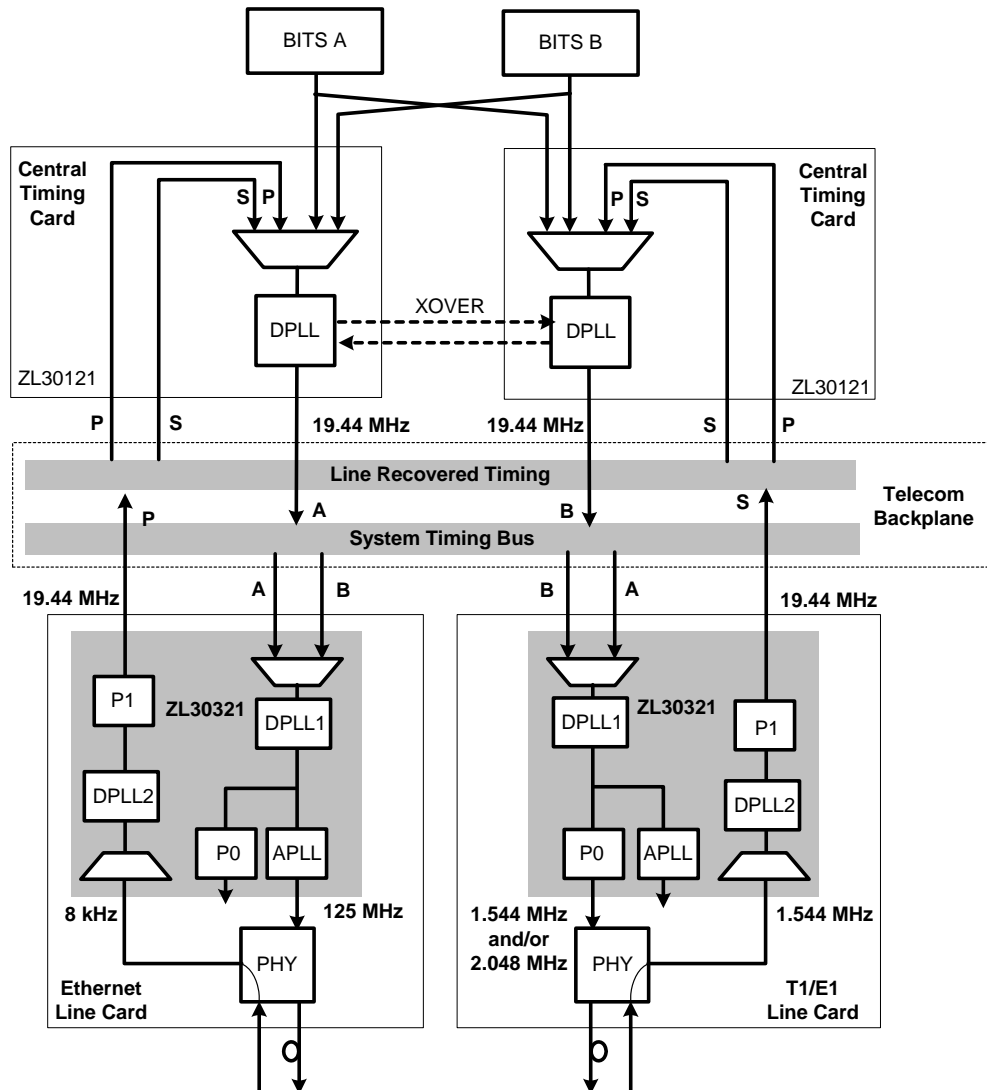 BITS A
BITS B
Central
Timing
Card
Central
Timing
Card
S P
P S
XOVER
DPLL
DPLL
ZL30121
ZL30121
P
S
19.44 MHz
19.44 MHz
S
P
Line Recovered Timing
Telecom
Backplane
P
A
B
S
System Timing Bus
A
B
B
A
19.44 MHz
19.44 MHz
P1
ZL30321
DPLL1
DPLL1
ZL30321
P1
DPLL2
DPLL2
P0
APLL
P0
APLL
8 kHz
125 MHz
1.544 MHz
and/or
2.048 MHz
1.544 MHz
PHY
PHY
Ethernet
Line Card
T1/E1
Line Card